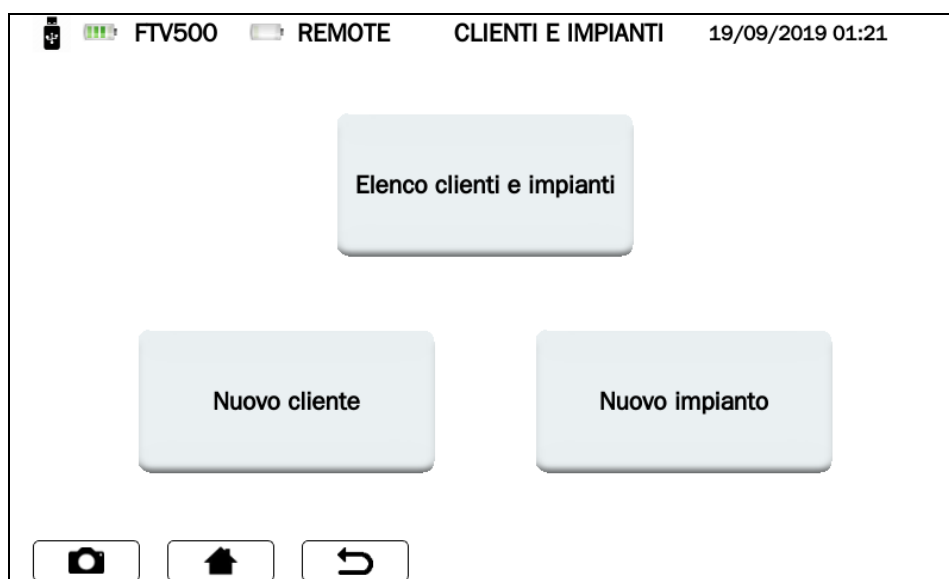 FTV500 REMOTE CLIENTI E IMPIANTI 19/09/2019 01:21
Elenco clienti e impianti
Nuovo cliente Nuovo impianto